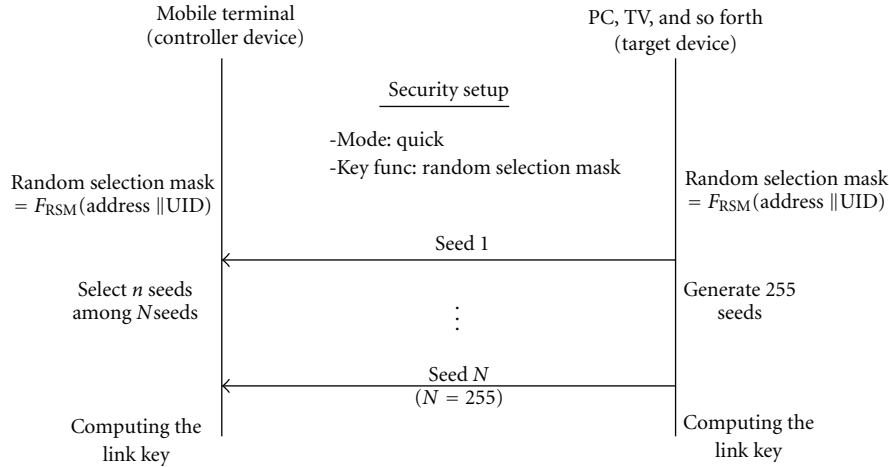 Mobile terminal
(controller device)
PC, TV, and so forth
(target device)
Security setup
-Mode: quick
-Key func: random selection mask
Random selection mask
= F_RSM(address ||UID)
Random selection mask
= F_RSM(address ||UID)
Seed 1
Select n seeds
among N seeds
⋮
Generate 255
seeds
Seed N
(N = 255)
Computing the
link key
Computing the
link key